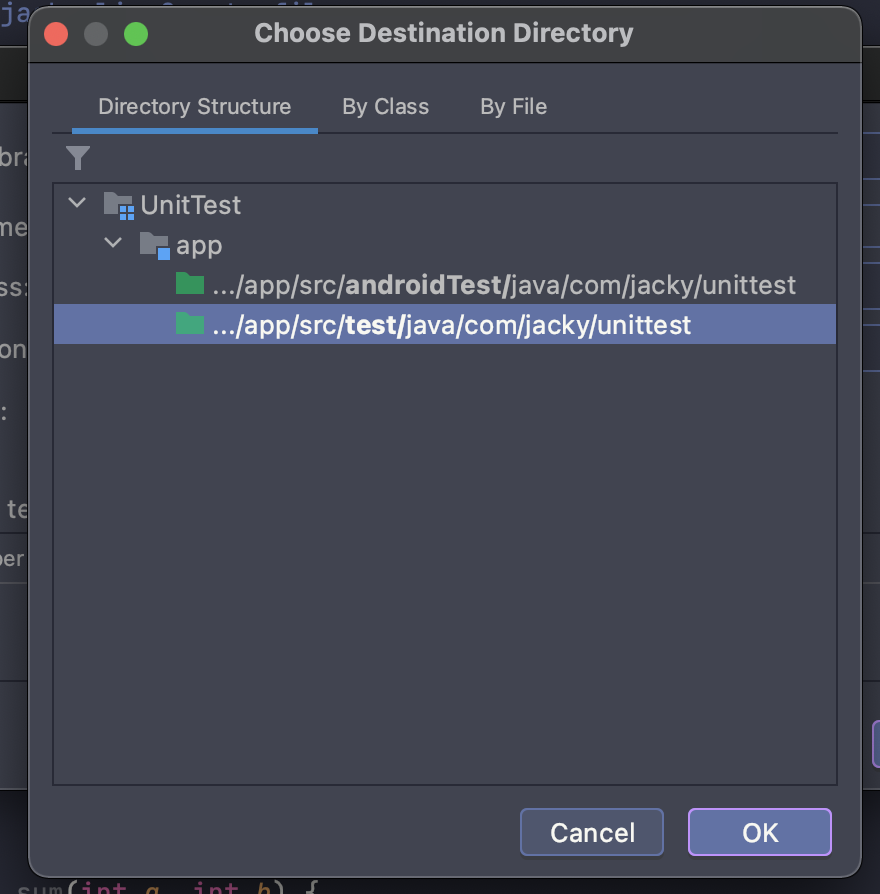 Choose Destination Directory
Directory Structure By Class By File
UnitTest
app
.../app/src/androidTest/java/com/jacky/unittest
.../app/src/test/java/com/jacky/unittest
Cancel OK
(int a, int b) {